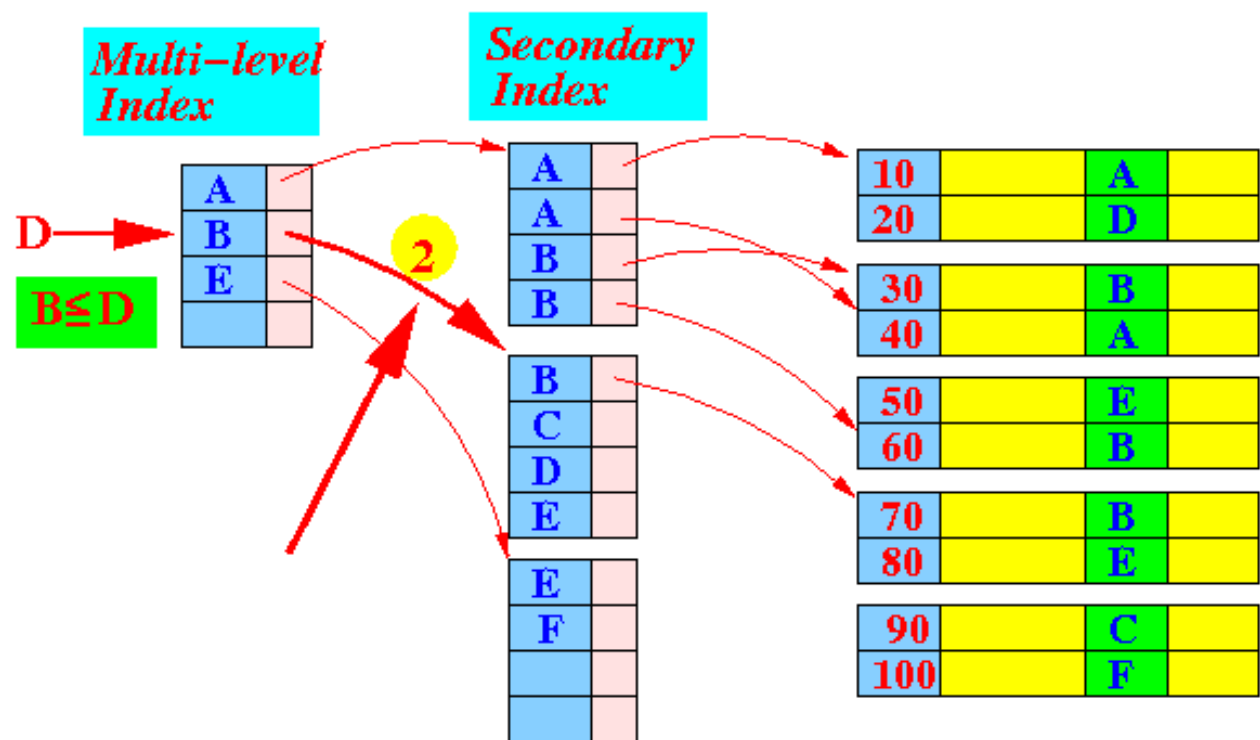 Multi-level
Index
Secondary
Index
D
B≦D
2
A
B
E
A
A
B
B
B
C
D
E
E
F
10 A
20 D
30 B
40 A
50 E
60 B
70 B
80 E
90 C
100 F